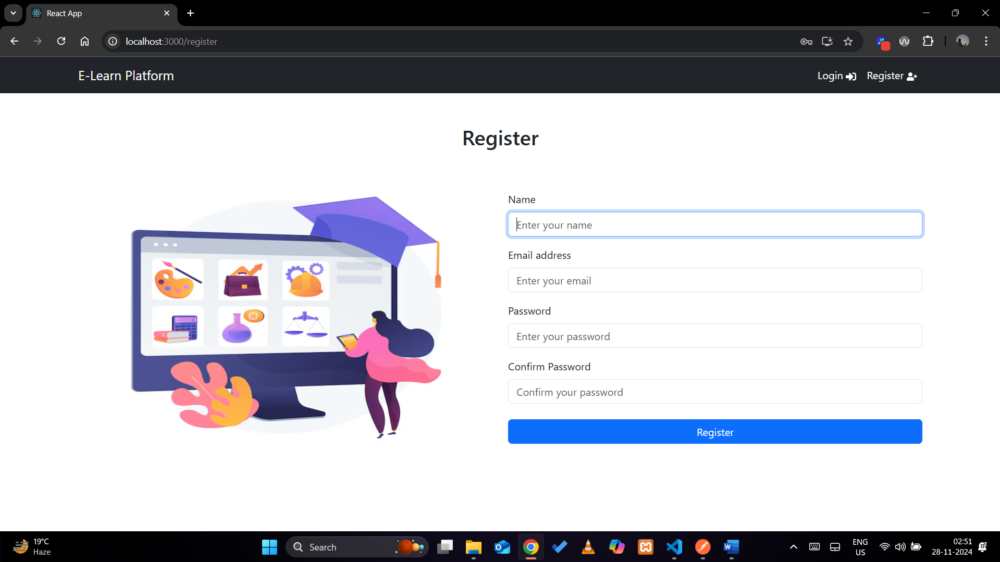 React App
localhost:3000/register
E-Learn Platform
Login
Register
Register
Name
Enter your name
Email address
Enter your email
Password
Enter your password
Confirm Password
Confirm your password
Register
19°C
Haze
Search
ENG
US
02:51
28-11-2024